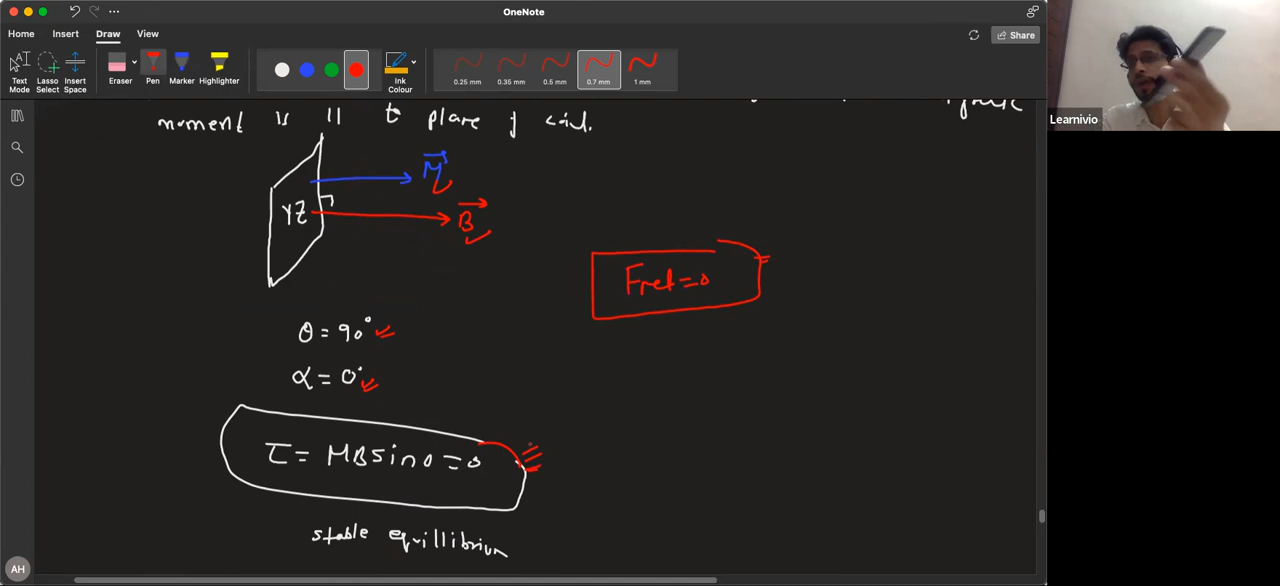 OneNote
Home Insert Draw View
Share
Text Mode
Lasso Select
Insert Space
Eraser
Pen
Marker
Highlighter
Ink Colour
0.25 mm
0.35 mm
0.5 mm
0.7 mm
1 mm
Learnivio
moment is || to plane of coil.
M
YZ
B
Fnet=0
θ = 90°
α = 0°
τ = MBsin0 = 0
stable equillibrium
AH